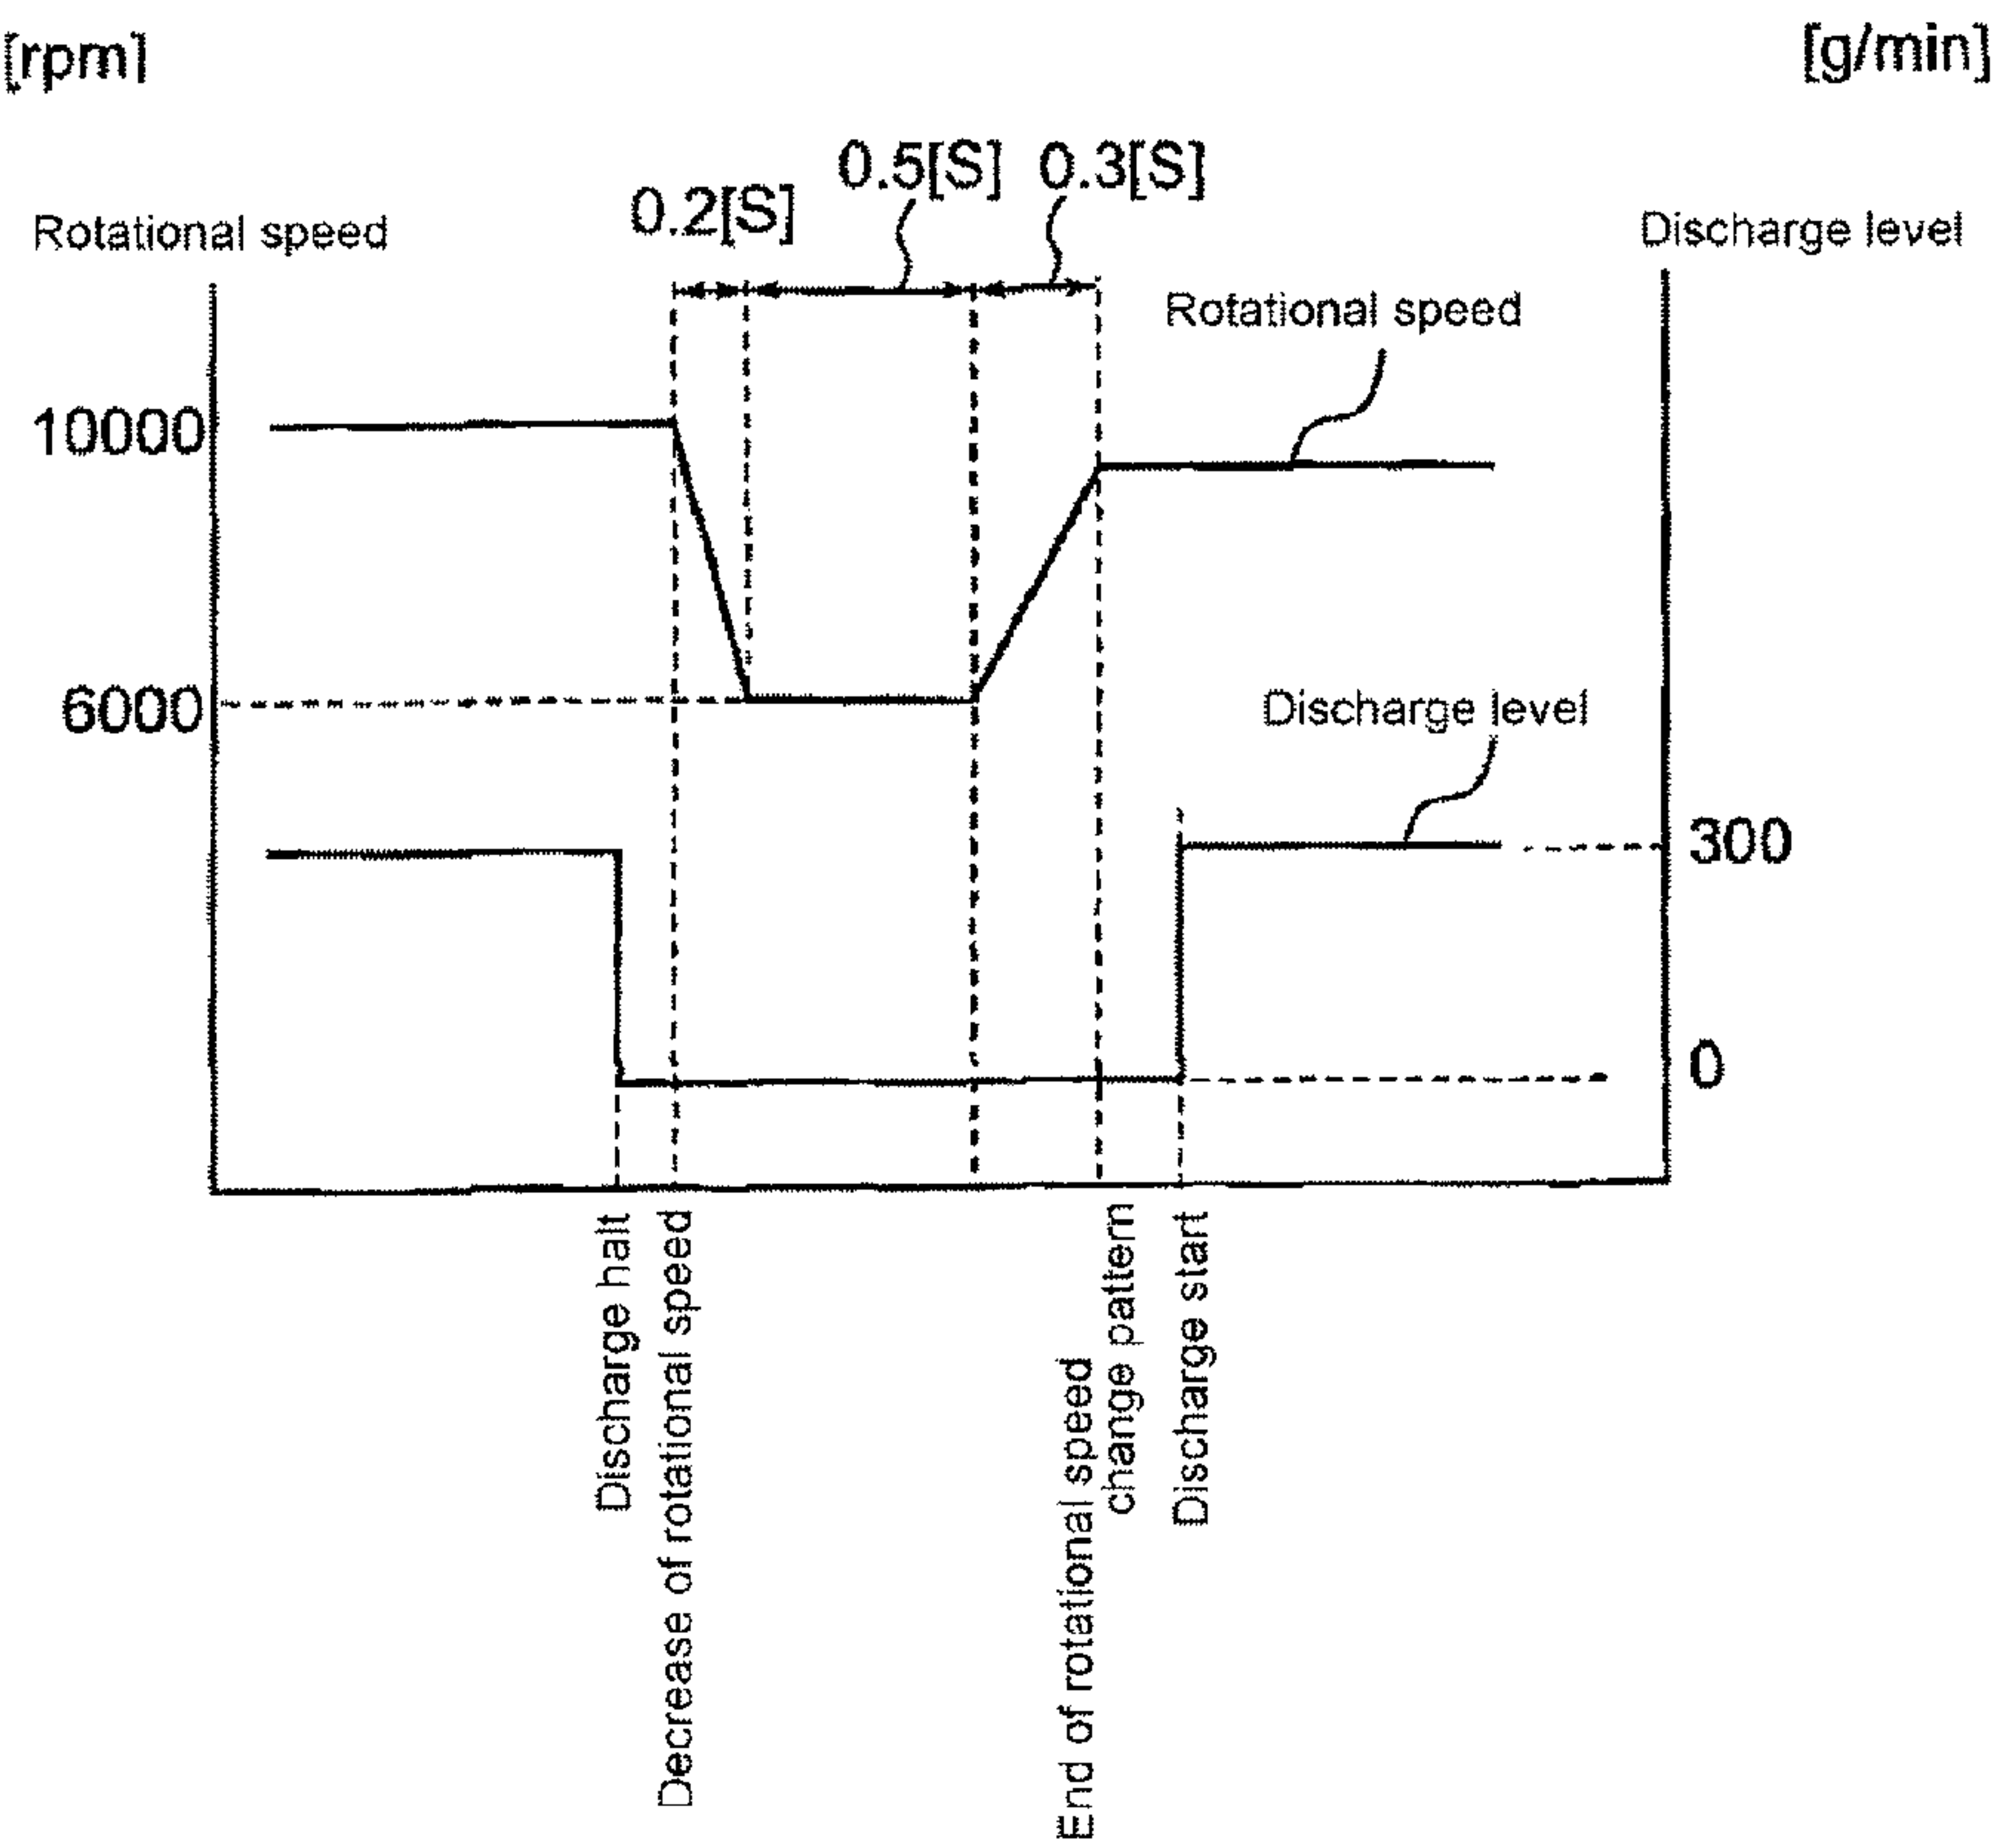 [rpm]
[g/min]
0.5[S]
0.3[S]
0.2[S]
Rotational speed
Discharge level
Rotational speed
10000
6000
Discharge level
300
0
Discharge halt
Decrease of rotational speed
End of rotational speed
change pattern
Discharge start